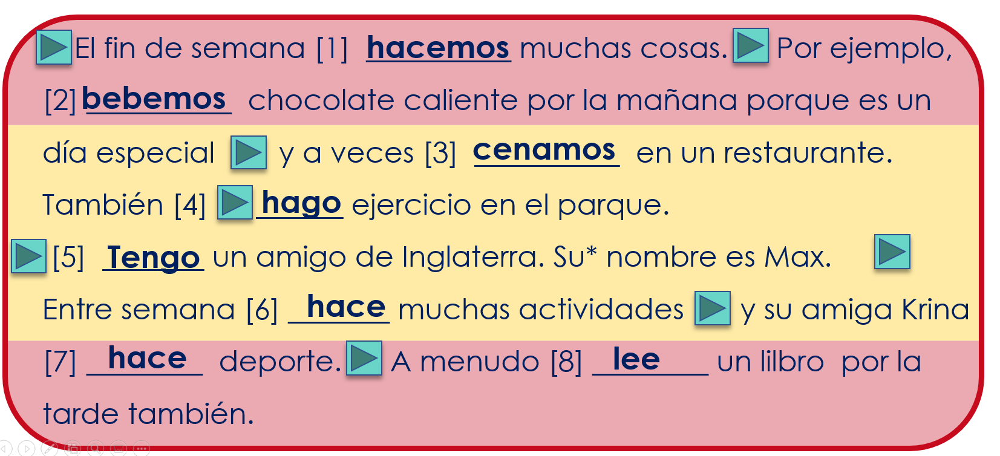 El fin de semana [1] hacemos muchas cosas. Por ejemplo,
[2] bebemos chocolate caliente por la mañana porque es un
día especial y a veces [3] cenamos en un restaurante.
También [4] hago ejercicio en el parque.
[5] Tengo un amigo de Inglaterra. Su* nombre es Max.
Entre semana [6] hace muchas actividades y su amiga Krina
[7] hace deporte. A menudo [8] lee un lilbro por la
tarde también.